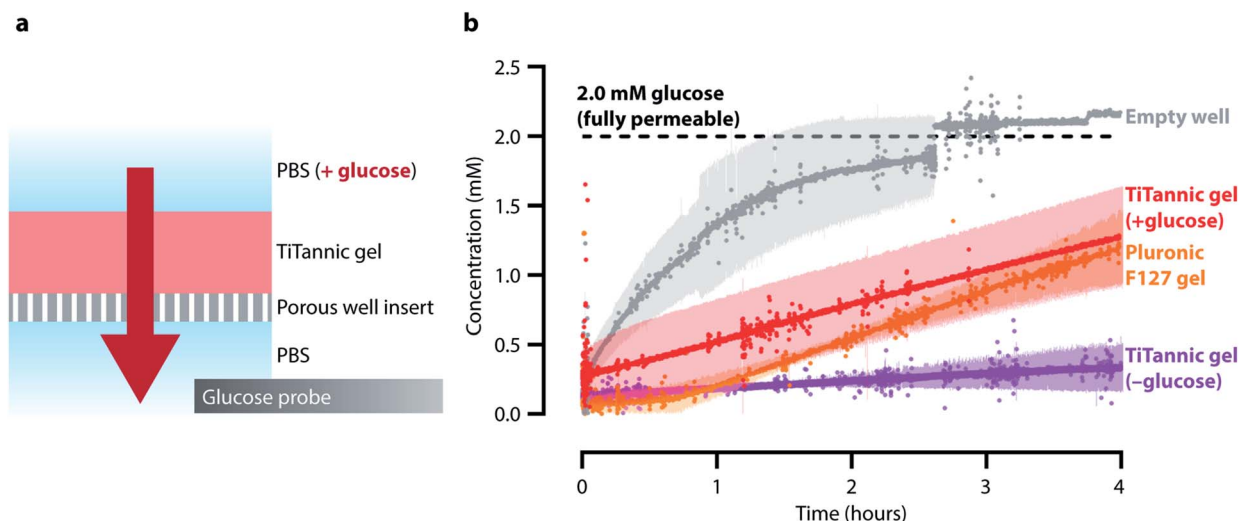 a
PBS (+ glucose)
TiTannic gel
Porous well insert
PBS
Glucose probe
b
Concentration (mM)
2.5
2.0
1.5
1.0
0.5
0.0
2.0 mM glucose
(fully permeable)
Empty well
TiTannic gel
(+glucose)
Pluronic
F127 gel
TiTannic gel
(–glucose)
0 1 2 3 4
Time (hours)